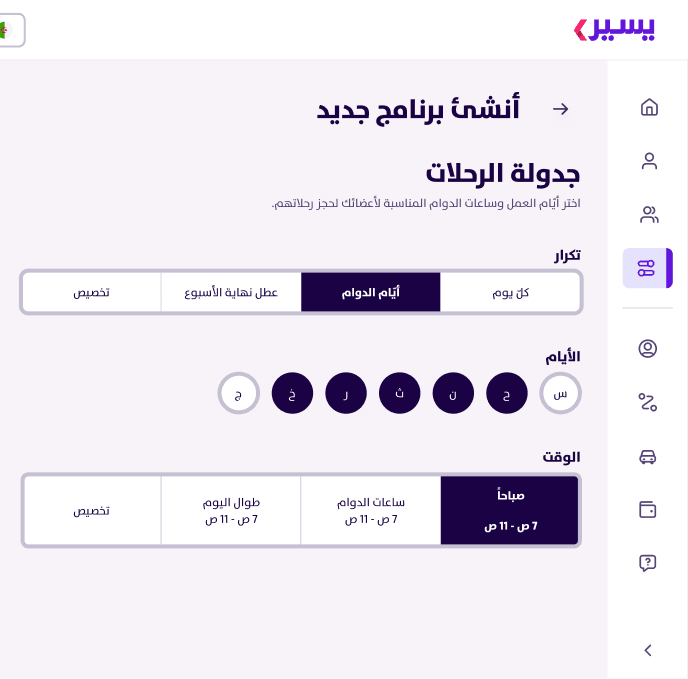 يسير
أنشئ برنامج جديد
جدولة الرحلات
اختر أيّام العمل وساعات الدوام المناسبة لأعضائك لحجز رحلاتهم.
تكرار
كلّ يوم
أيّام الدوام
عطل نهاية الأسبوع
تخصيص
الأيام
س ح ن ث ر خ ج
الوقت
صباحاً
7 ص - 11 ص
ساعات الدوام
7 ص - 11 ص
طوال اليوم
7 ص - 11 ص
تخصيص